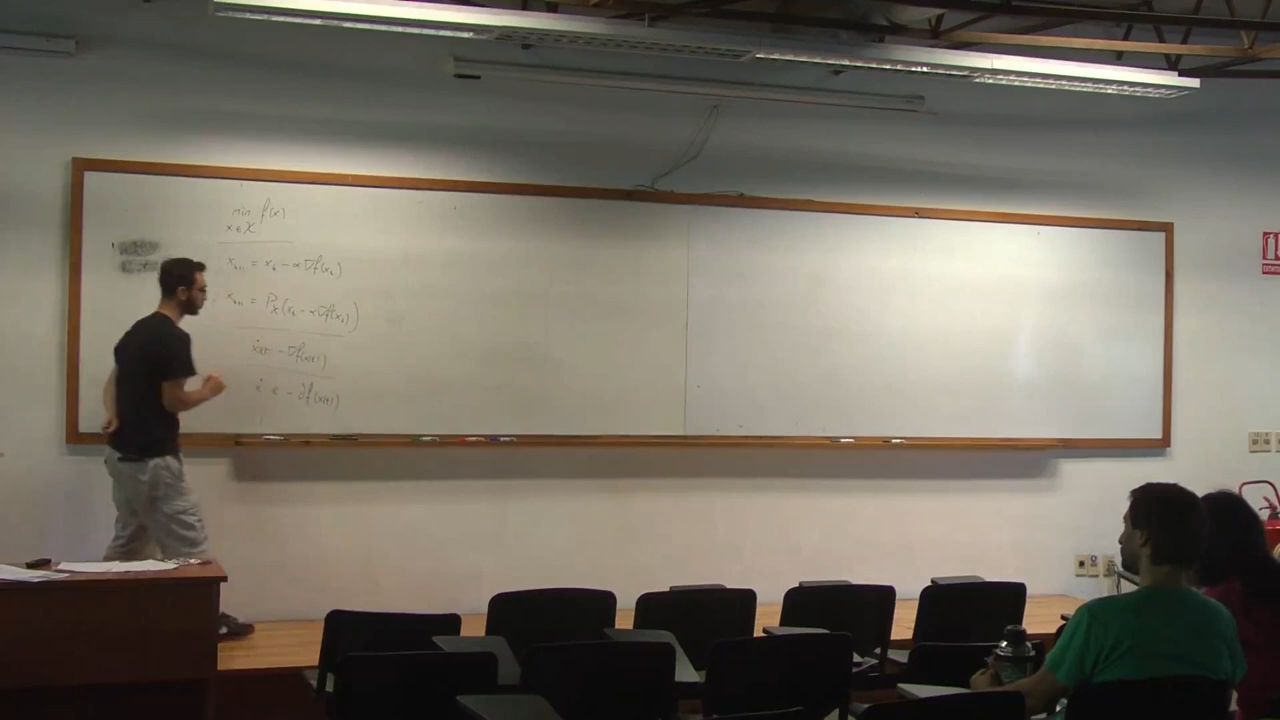 min f(x)
x∈X
x_{k+1} = x_k - α∇f(x_k)
x_{k+1} = P_X(x_k - α∇f(x_k))
ẋ(t) = -∇f(x(t))
ẋ ∈ -∂f(x(t))